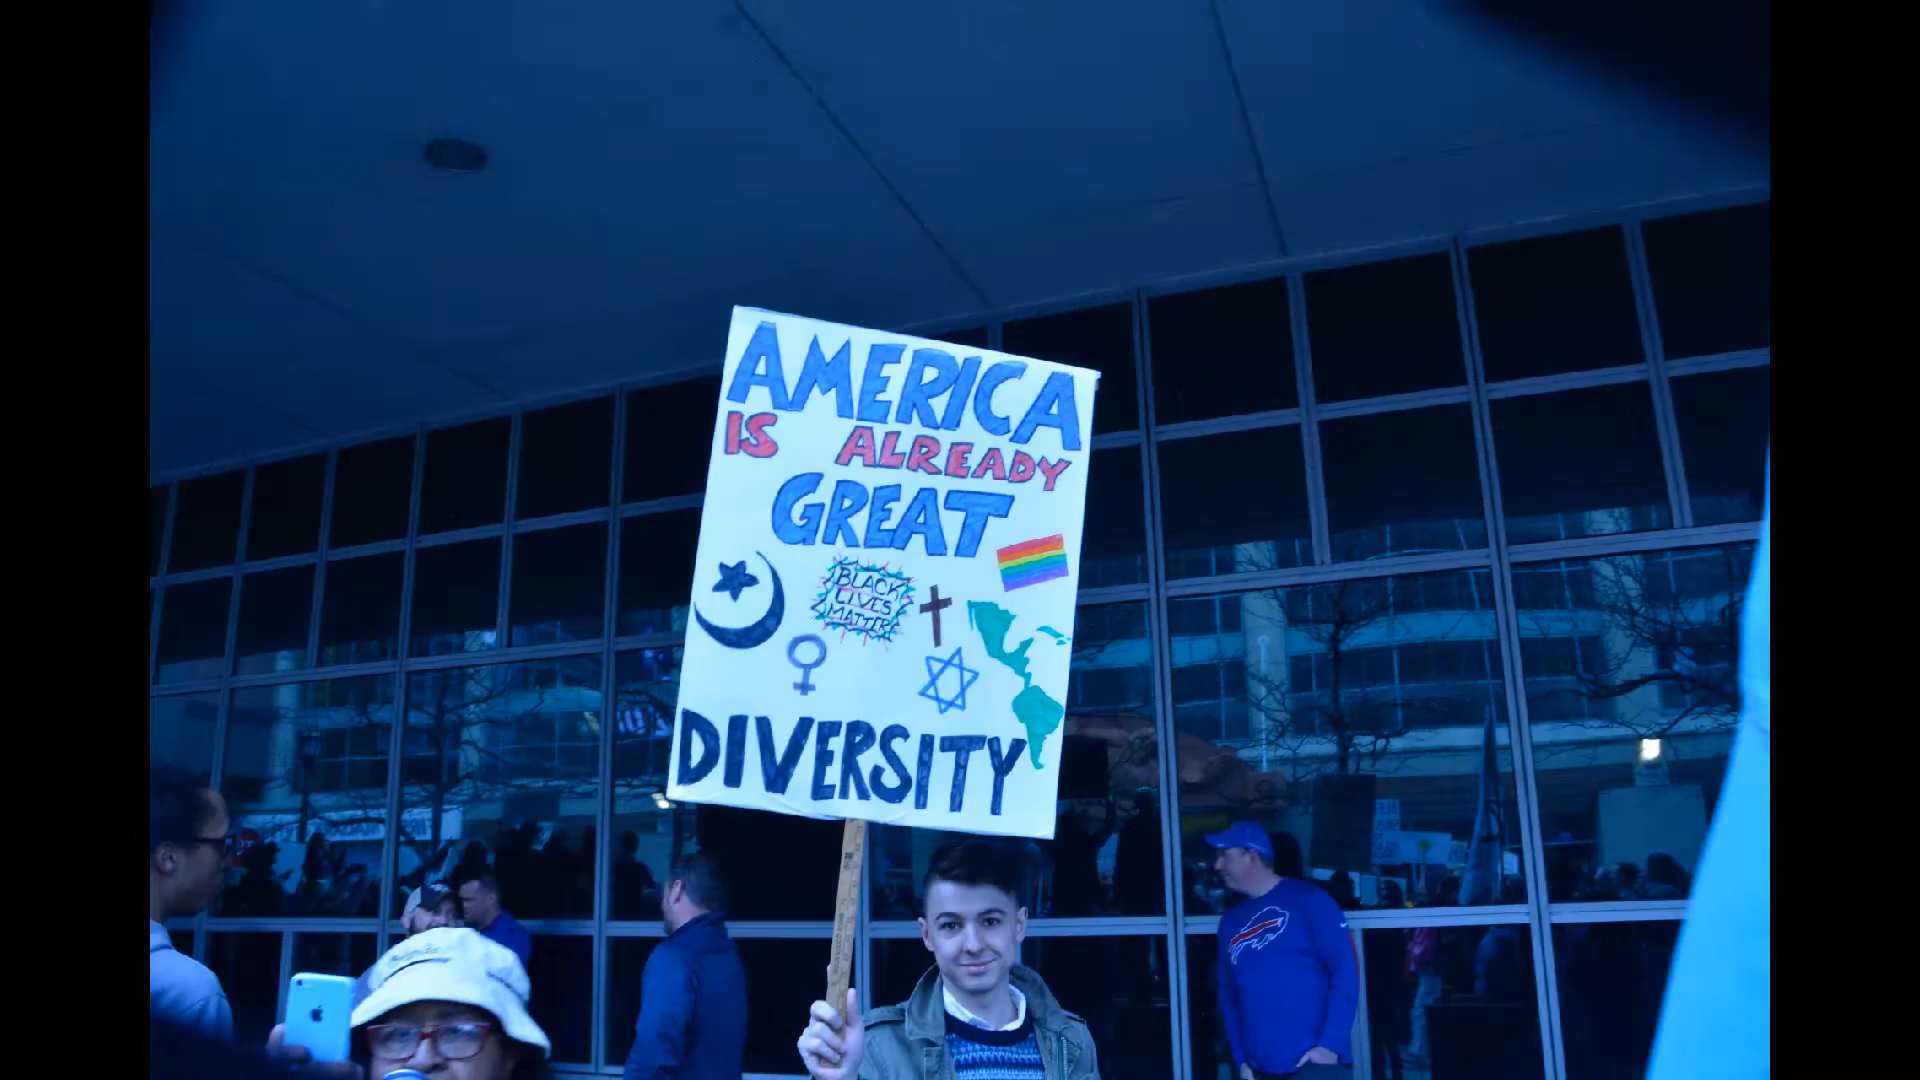 AMERICA
IS ALREADY
GREAT
BLACK
LIVES
MATTER
DIVERSITY